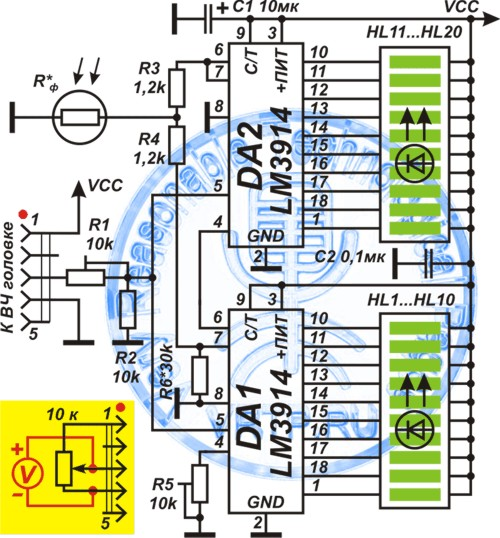 C1 10мк
VCC
HL11...HL20
9
3
С/Т
+ПИТ
R*ф
R3
1,2k
6
7
8
R4
1,2k
5
4
DA2
LM3914
10
11
12
13
14
15
16
17
18
1
GND
2
C2 0,1мк
VCC
К ВЧ головке
1
5
R1
10k
R2
10k
R6*30k
HL1...HL10
9
3
С/Т
+ПИТ
6
7
8
5
4
DA1
LM3914
10
11
12
13
14
15
16
17
18
1
GND
2
R5
10k
10 к
1
5
V